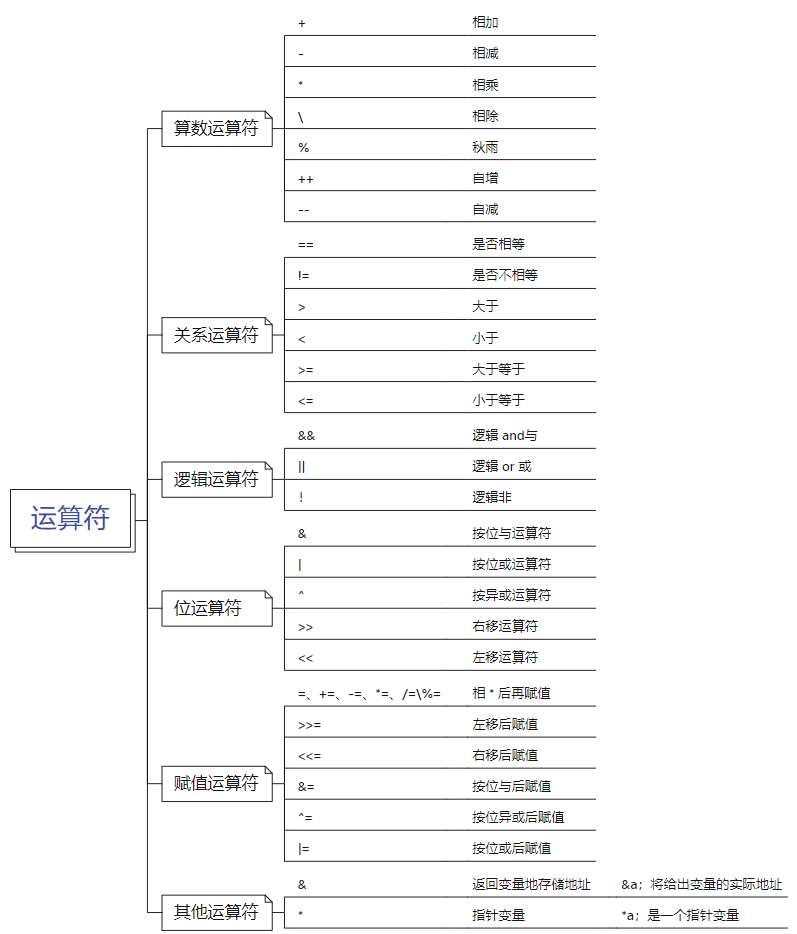 运算符
算数运算符
+ 相加
- 相减
* 相乘
\ 相除
% 秋雨
++ 自增
-- 自减
关系运算符
== 是否相等
!= 是否不相等
> 大于
< 小于
>= 大于等于
<= 小于等于
逻辑运算符
&& 逻辑 and与
|| 逻辑 or 或
! 逻辑非
位运算符
& 按位与运算符
| 按位或运算符
^ 按异或运算符
>> 右移运算符
<< 左移运算符
赋值运算符
=、+=、-=、*=、/=\%= 相 * 后再赋值
>>= 左移后赋值
<<= 右移后赋值
&= 按位与后赋值
^= 按位异或后赋值
|= 按位或后赋值
其他运算符
& 返回变量地存储地址 &a；将给出变量的实际地址
* 指针变量 *a；是一个指针变量